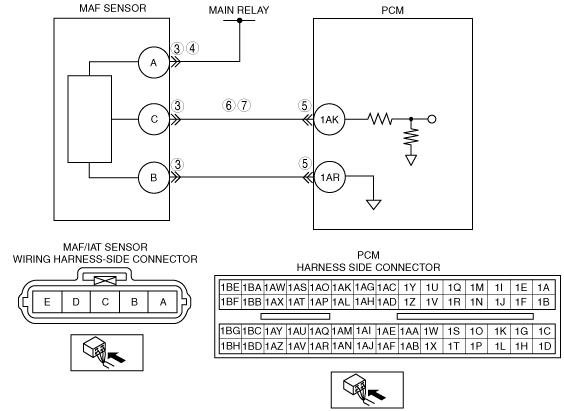 MAF SENSOR
MAIN RELAY
PCM
A
3 4
C
3
6 7
5
1AK
B
3
5
1AR
MAF/IAT SENSOR
WIRING HARNESS-SIDE CONNECTOR
E D C B A
PCM
HARNESS SIDE CONNECTOR
1BE 1BA 1AW 1AS 1AO 1AK 1AG 1AC 1Y 1U 1Q 1M 1I 1E 1A
1BF 1BB 1AX 1AT 1AP 1AL 1AH 1AD 1Z 1V 1R 1N 1J 1F 1B
1BG 1BC 1AY 1AU 1AQ 1AM 1AI 1AE 1AA 1W 1S 1O 1K 1G 1C
1BH 1BD 1AZ 1AV 1AR 1AN 1AJ 1AF 1AB 1X 1T 1P 1L 1H 1D